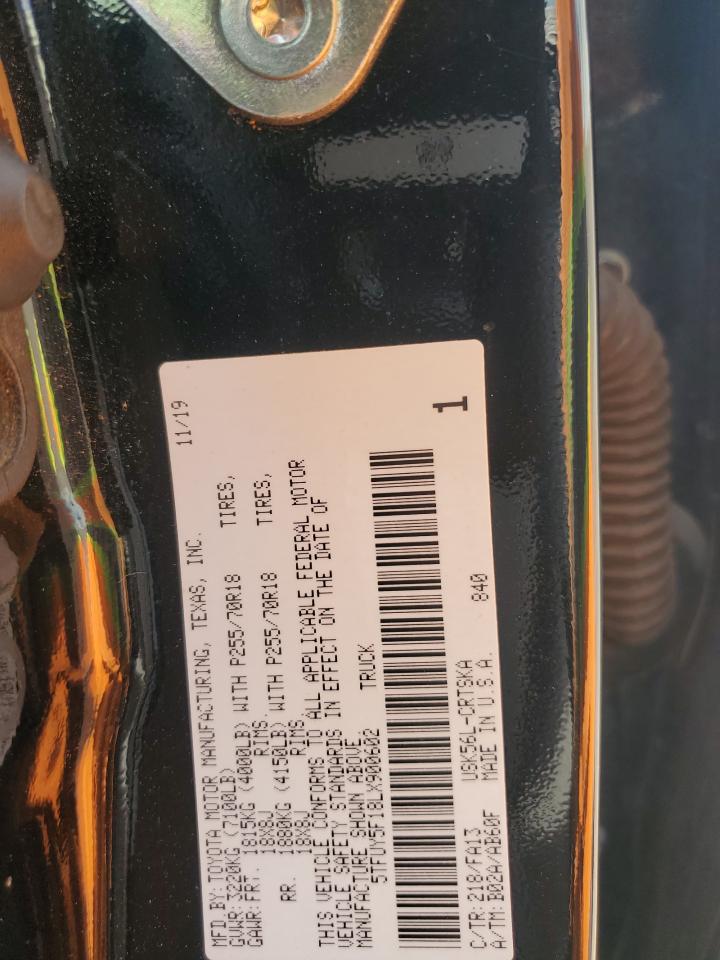 MFD.BY:TOYOTA MOTOR MANUFACTURING, TEXAS, INC. 11/19
GVWR: 3220KG (7100LB)
GAWR:FR. 1815KG (4000LB) WITH P255/70R18 TIRES,
18X8J RIMS,
RR. 1880KG (4150LB) WITH P255/70R18 TIRES,
18X8J RIMS
THIS VEHICLE CONFORMS TO ALL APPLICABLE FEDERAL MOTOR
VEHICLE SAFETY STANDARDS IN EFFECT ON THE DATE OF
MANUFACTURE SHOWN ABOVE.
5TFUY5F18LX900602 TRUCK
1
C/TR:218/FA13 USK56L-CRTSKA 840
A/TM:B02A/AB60F MADE IN U.S.A.